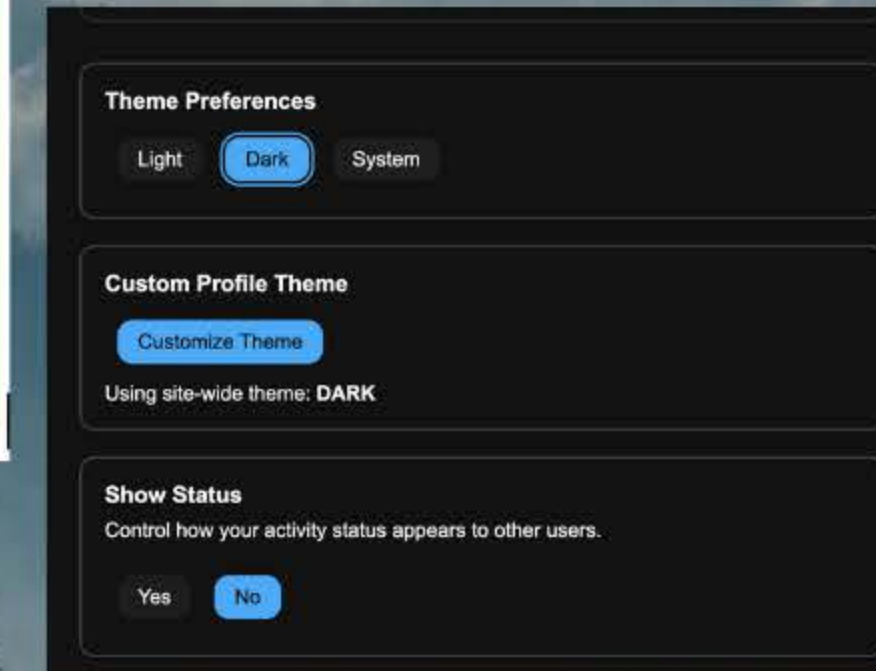 Theme Preferences
Light Dark System
Custom Profile Theme
Customize Theme
Using site-wide theme: DARK
Show Status
Control how your activity status appears to other users.
Yes No